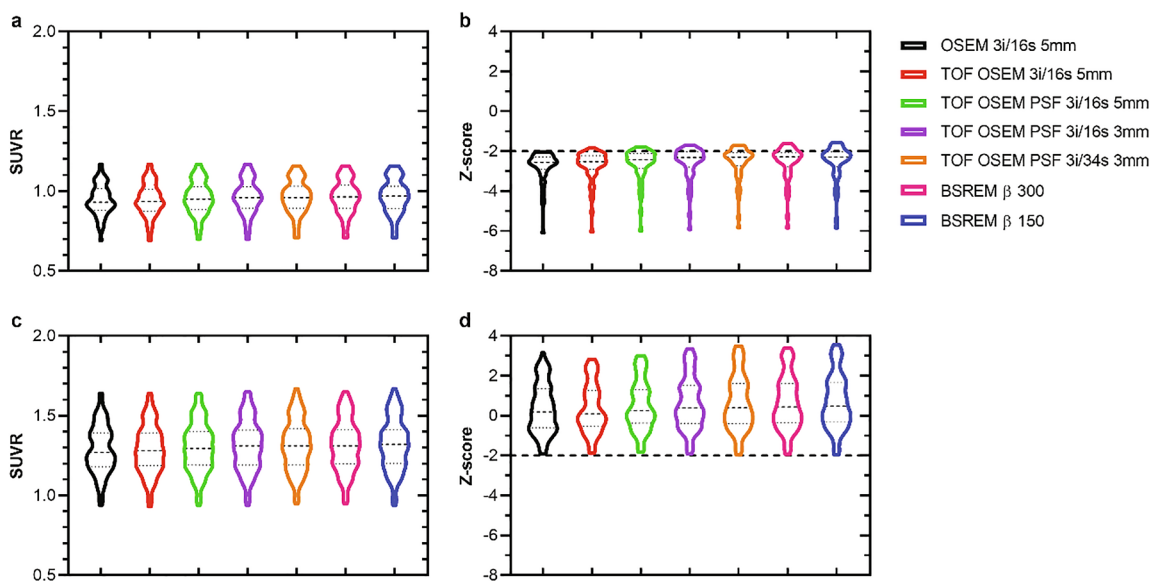 a
2.0
1.5
1.0
0.5
SUVR
b
4
2
0
-2
-4
-6
-8
Z-score
OSEM 3i/16s 5mm
TOF OSEM 3i/16s 5mm
TOF OSEM PSF 3i/16s 5mm
TOF OSEM PSF 3i/16s 3mm
TOF OSEM PSF 3i/34s 3mm
BSREM β 300
BSREM β 150
c
2.0
1.5
1.0
0.5
SUVR
d
4
2
0
-2
-4
-6
-8
Z-score